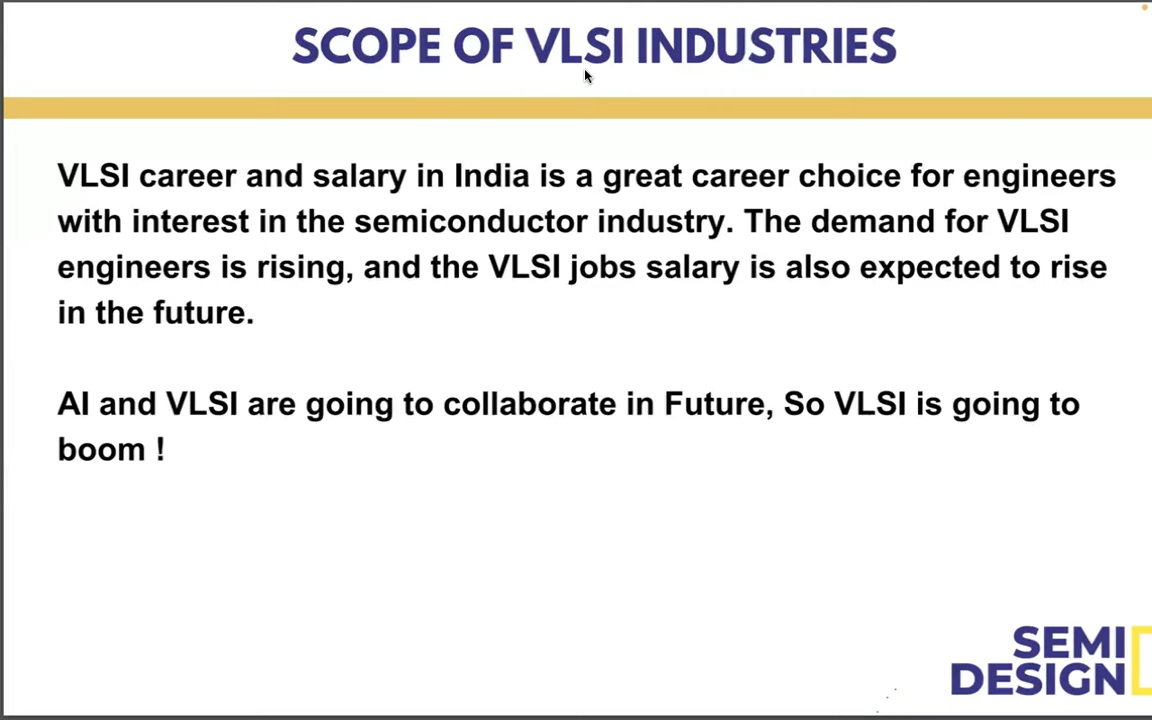 SCOPE OF VLSI INDUSTRIES
VLSI career and salary in India is a great career choice for engineers
with interest in the semiconductor industry. The demand for VLSI
engineers is rising, and the VLSI jobs salary is also expected to rise
in the future.
AI and VLSI are going to collaborate in Future, So VLSI is going to
boom !
SEMI
DESIGN